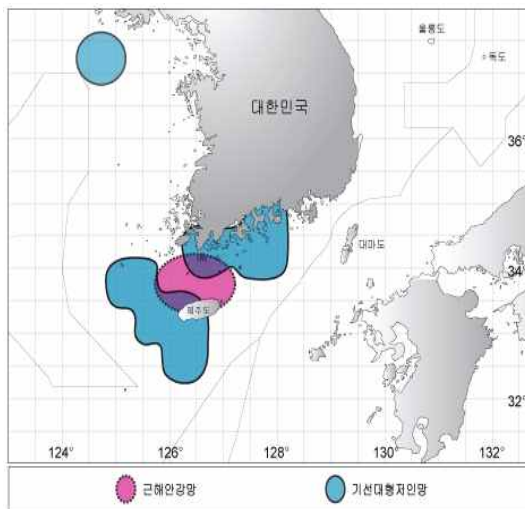 울릉도
독도
대한민국
36°
대마도
34°
제주도
32°
124°
126°
128°
130°
132°
근해안강망
기선대형저인망